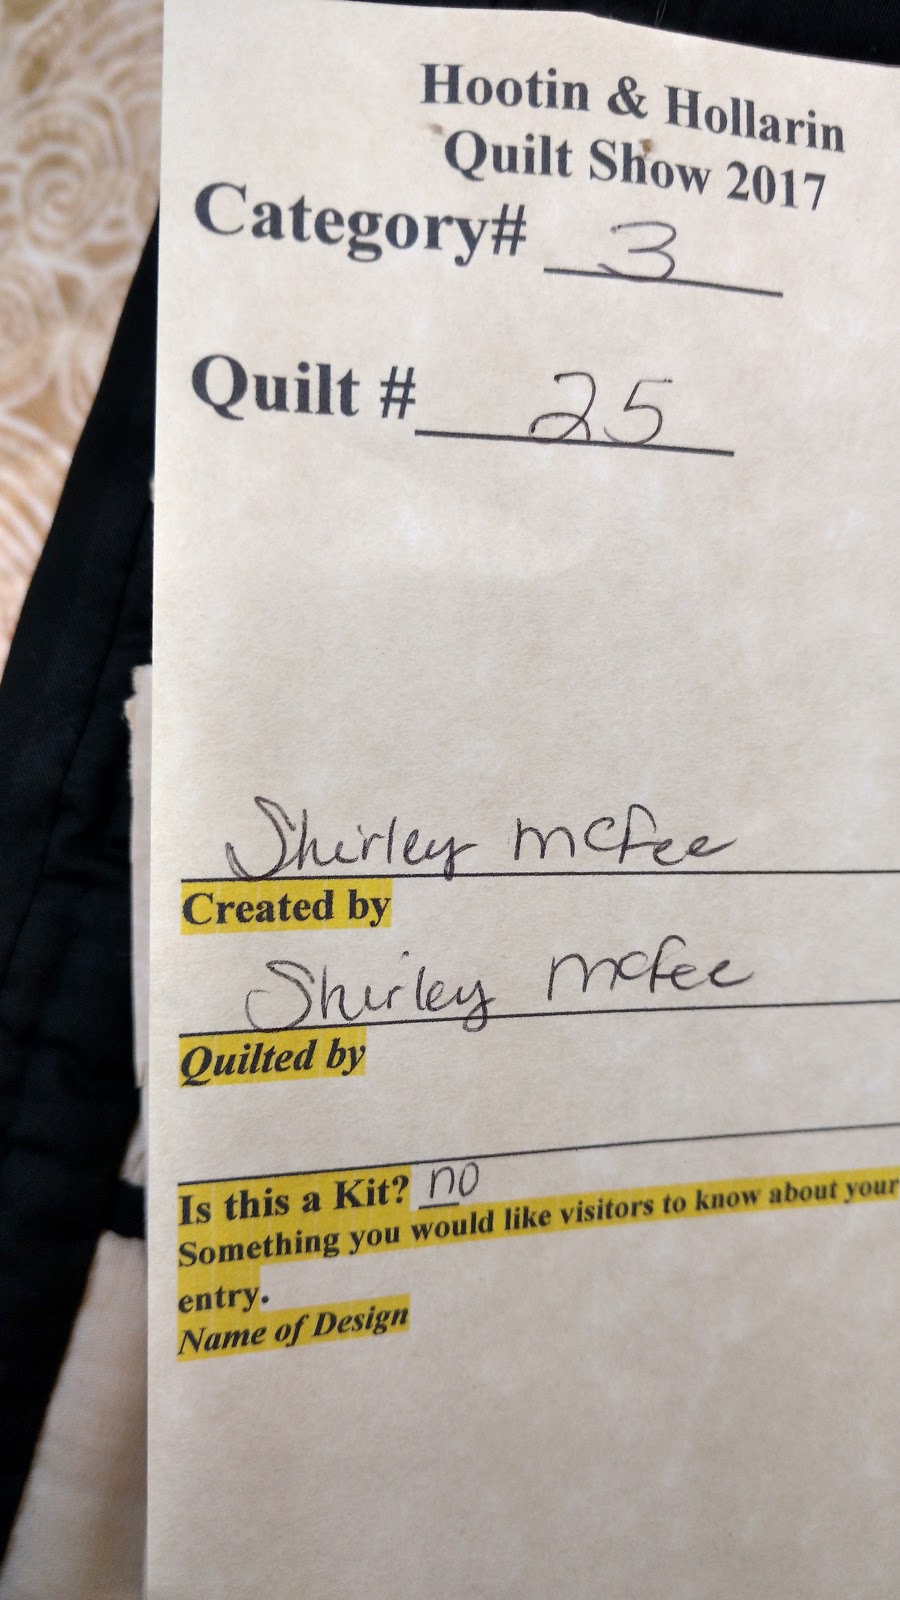 Hootin & Hollarin
Quilt Show 2017
Category# 3
Quilt # 25
Shirley McFee
Created by
Shirley McFee
Quilted by
Is this a Kit? no
Something you would like visitors to know about your
entry.
Name of Design